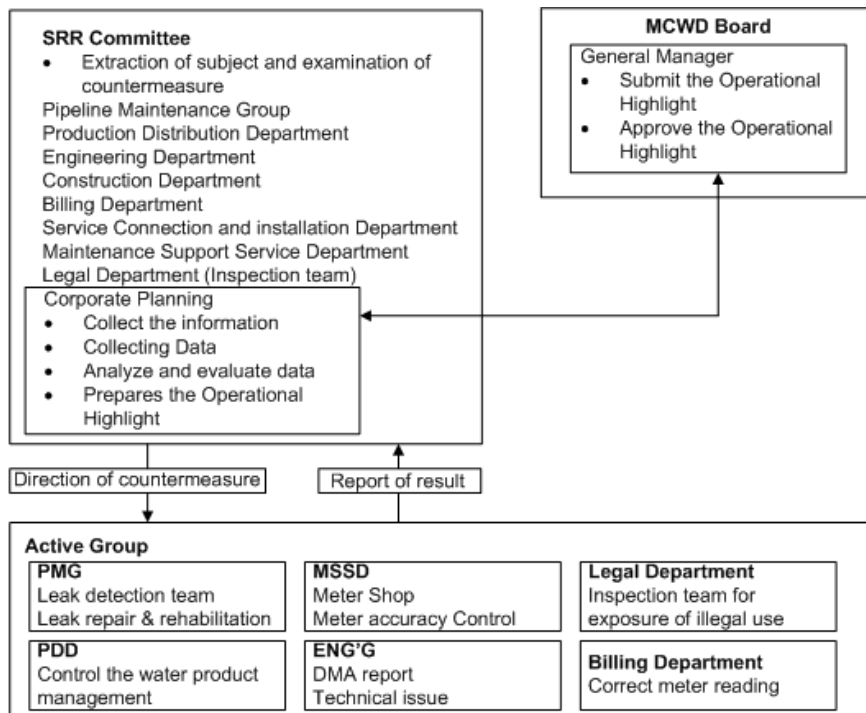 SRR Committee
• Extraction of subject and examination of
countermeasure
Pipeline Maintenance Group
Production Distribution Department
Engineering Department
Construction Department
Billing Department
Service Connection and installation Department
Maintenance Support Service Department
Legal Department (Inspection team)
Corporate Planning
• Collect the information
• Collecting Data
• Analyze and evaluate data
• Prepares the Operational
Highlight
MCWD Board
General Manager
• Submit the Operational
Highlight
• Approve the Operational
Highlight
Direction of countermeasure
Report of result
Active Group
PMG
Leak detection team
Leak repair & rehabilitation
MSSD
Meter Shop
Meter accuracy Control
Legal Department
Inspection team for
exposure of illegal use
PDD
Control the water product
management
ENG'G
DMA report
Technical issue
Billing Department
Correct meter reading